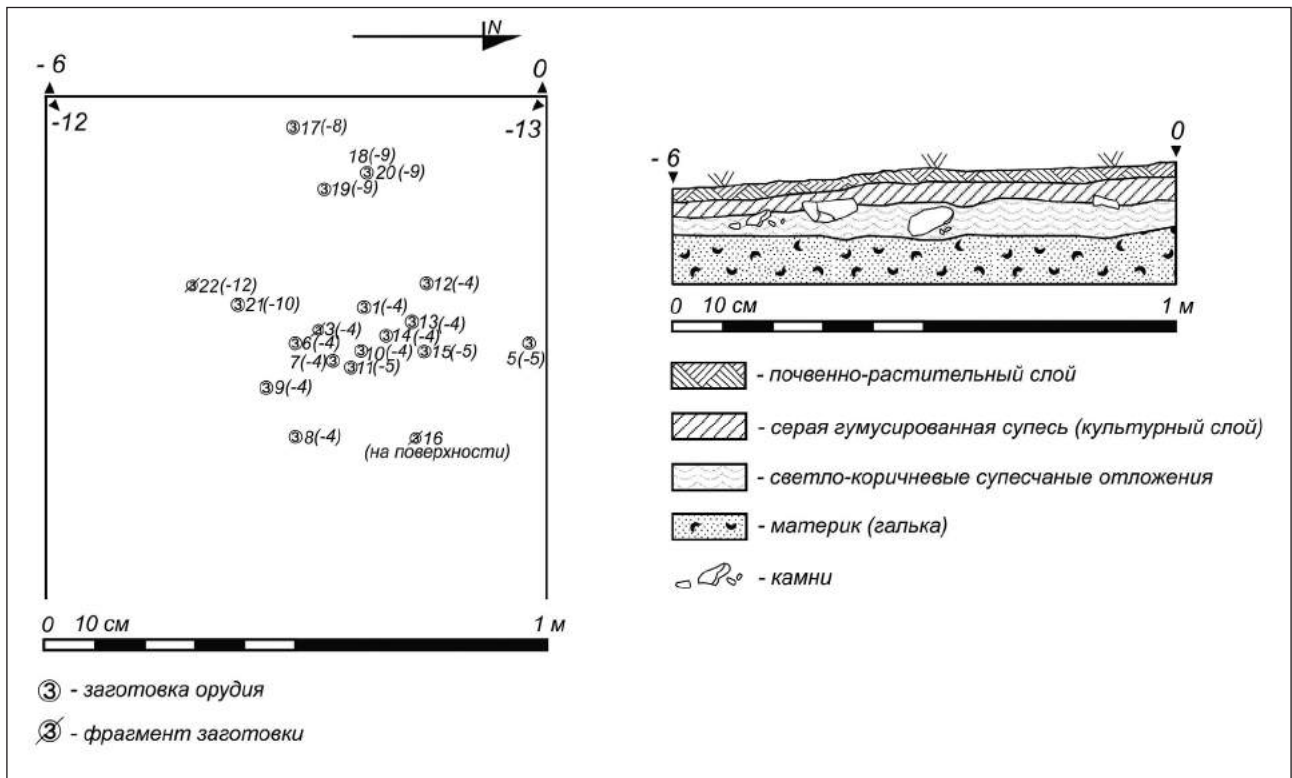 N
- 6
0
-12
-13
③17(-8)
18(-9)
③20(-9)
③19(-9)
③22(-12)
③12(-4)
③21(-10)
③1(-4)
③13(-4)
③3(-4)
③14(-4)
③6(-4)
③10(-4)
③15(-5)
③
5(-5)
7(-4)③
③11(-5)
③9(-4)
③8(-4)
③16
(на поверхности)
0 10 см 1 м
③ - заготовка орудия
③ - фрагмент заготовки
- 6
0
0 10 см 1 м
- почвенно-растительный слой
- серая гумусированная супесь (культурный слой)
- светло-коричневые супесчаные отложения
- материк (галька)
- камни